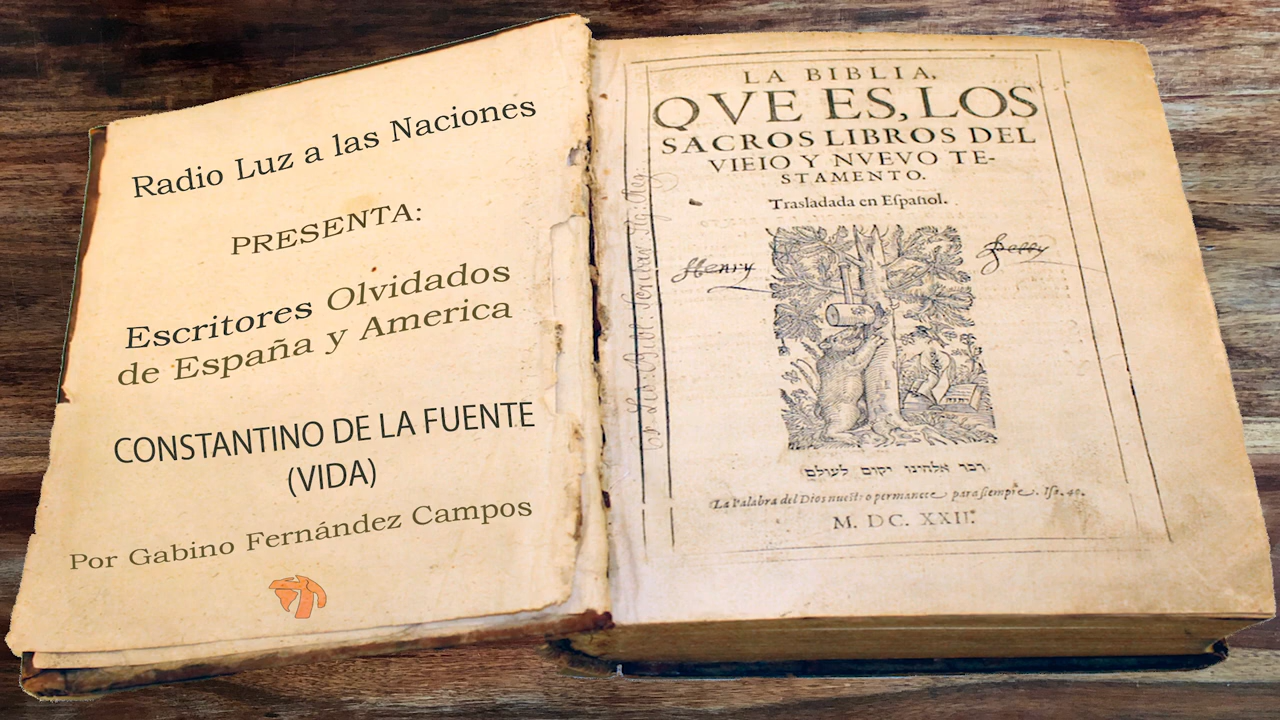 Radio Luz a las Naciones
PRESENTA:
Escritores Olvidados
de España y America
CONSTANTINO DE LA FUENTE
(VIDA)
Por Gabino Fernández Campos
LA BIBLIA,
QVE ES, LOS
SACROS LIBROS DEL
VIEIO Y NVEVO TE-
STAMENTO.
Trasladada en Español.
Henry
דבר אלהינו יקום לעולם
La Palabra del Dios nuestro permanece para siempre. Isa. 40.
M. DC. XXII.